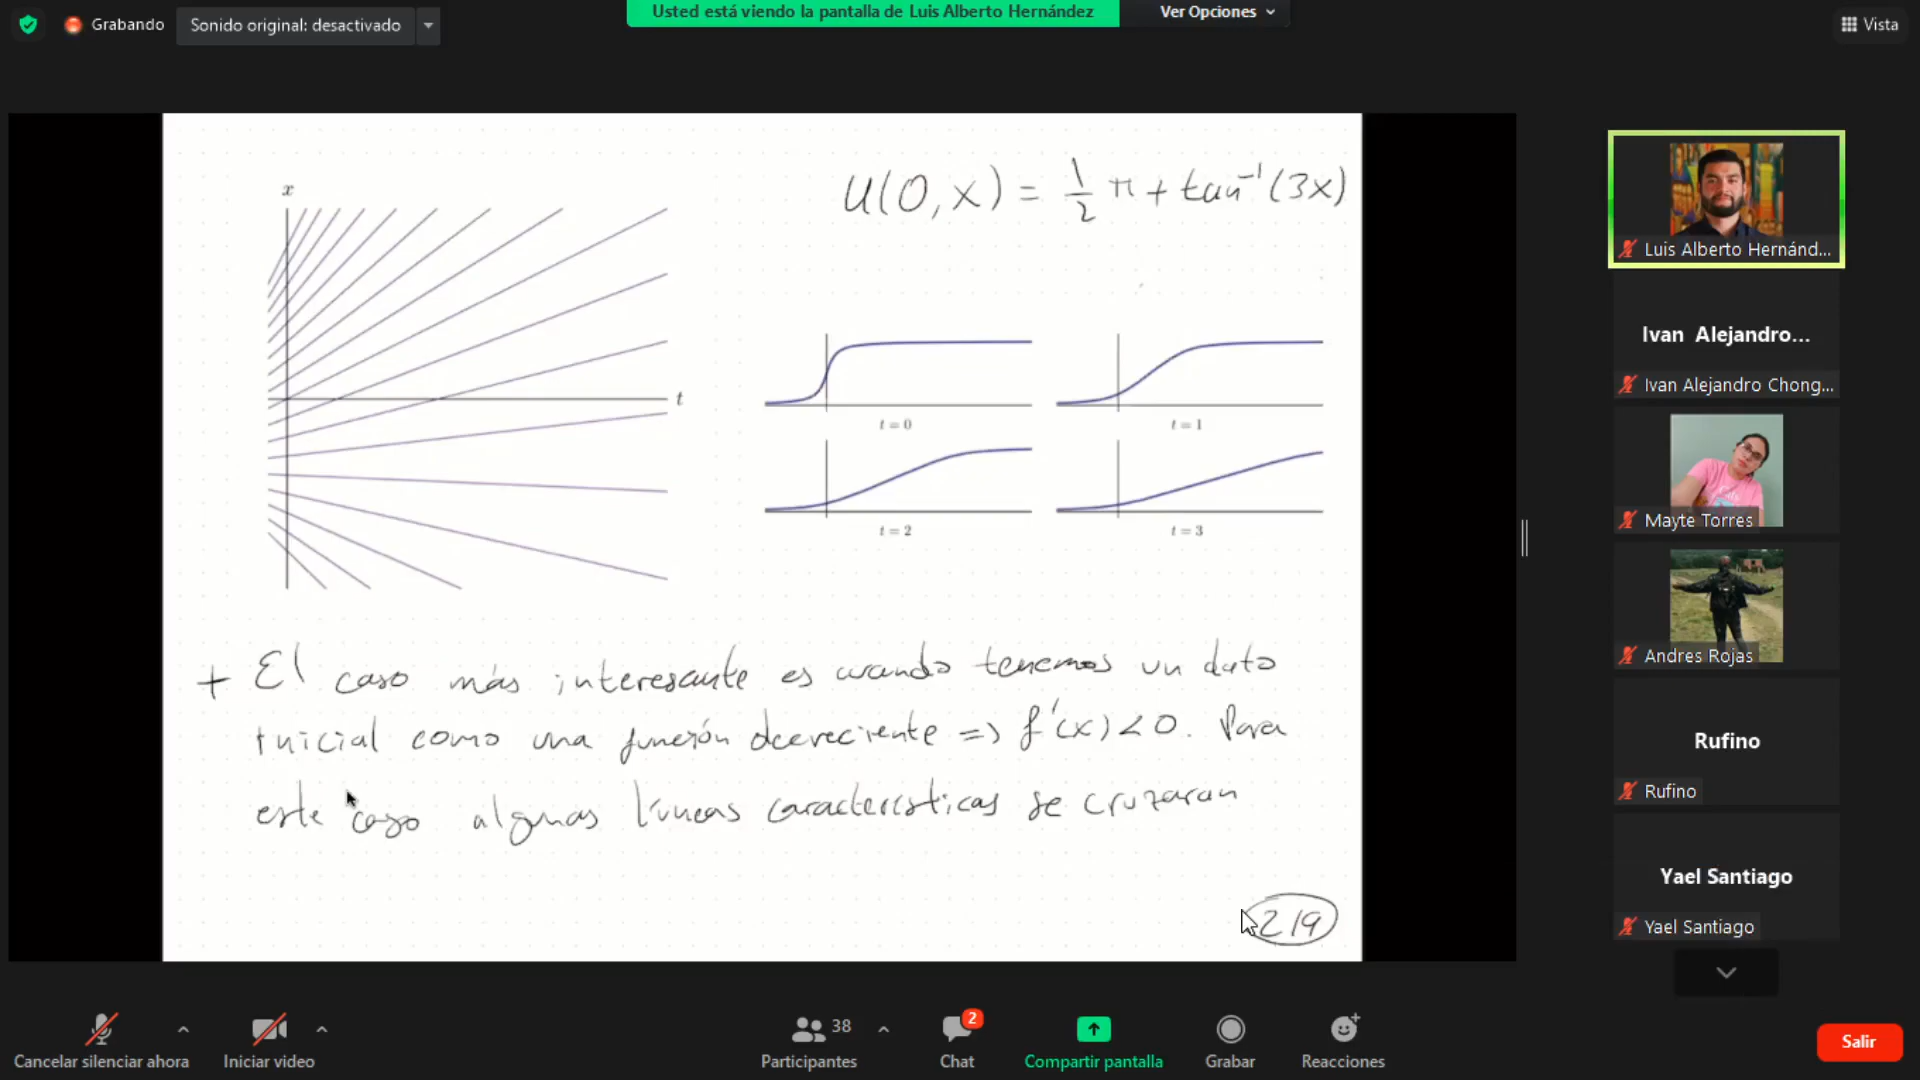 Grabando
Sonido original: desactivado
Usted está viendo la pantalla de Luis Alberto Hernández
Ver Opciones
Vista
x
t
U(0,x) = 1/2 π + tan⁻¹(3x)
t = 0
t = 1
t = 2
t = 3
+ El caso más interesante es cuando tenemos un dato
inicial como una función decreciente => f'(x)<0. Para
este caso algunas líneas características se cruzaran
219
Luis Alberto Hernánd...
Ivan Alejandro...
Ivan Alejandro Chong...
Mayte Torres
Andres Rojas
Rufino
Rufino
Yael Santiago
Yael Santiago
Cancelar silenciar ahora
Iniciar video
38
Participantes
2
Chat
Compartir pantalla
Grabar
Reacciones
Salir